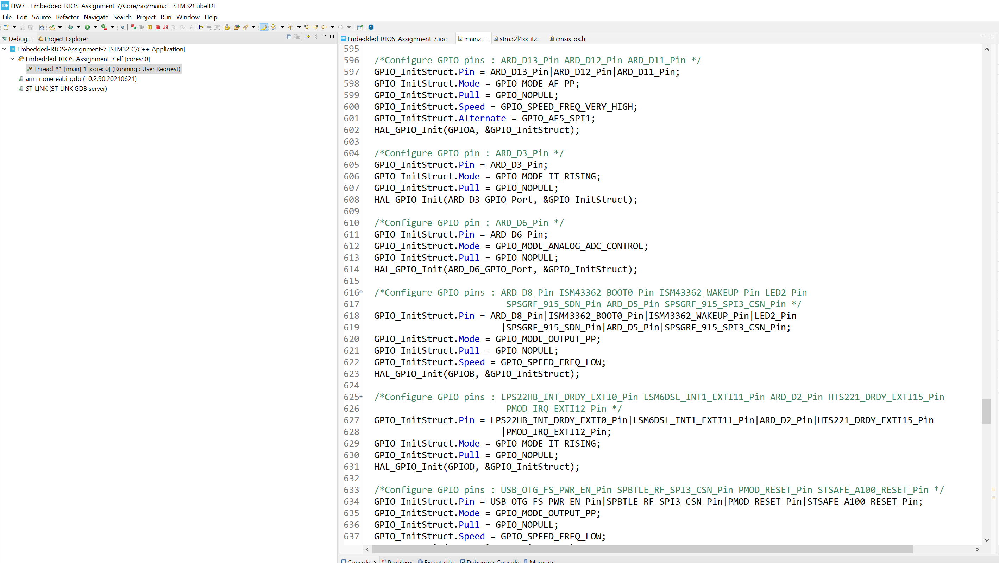 IDE HW7 - Embedded-RTOS-Assignment-7/Core/Src/main.c - STM32CubeIDE
File Edit Source Refactor Navigate Search Project Run Window Help
Debug Project Explorer
IDE Embedded-RTOS-Assignment-7 [STM32 C/C++ Application]
Embedded-RTOS-Assignment-7.elf [cores: 0]
Thread #1 [main] 1 [core: 0] (Running : User Request)
arm-none-eabi-gdb (10.2.90.20210621)
ST-LINK (ST-LINK GDB server)
MX Embedded-RTOS-Assignment-7.ioc main.c stm32l4xx_it.c cmsis_os.h
595
596 /*Configure GPIO pins : ARD_D13_Pin ARD_D12_Pin ARD_D11_Pin */
597 GPIO_InitStruct.Pin = ARD_D13_Pin|ARD_D12_Pin|ARD_D11_Pin;
598 GPIO_InitStruct.Mode = GPIO_MODE_AF_PP;
599 GPIO_InitStruct.Pull = GPIO_NOPULL;
600 GPIO_InitStruct.Speed = GPIO_SPEED_FREQ_VERY_HIGH;
601 GPIO_InitStruct.Alternate = GPIO_AF5_SPI1;
602 HAL_GPIO_Init(GPIOA, &GPIO_InitStruct);
603
604 /*Configure GPIO pin : ARD_D3_Pin */
605 GPIO_InitStruct.Pin = ARD_D3_Pin;
606 GPIO_InitStruct.Mode = GPIO_MODE_IT_RISING;
607 GPIO_InitStruct.Pull = GPIO_NOPULL;
608 HAL_GPIO_Init(ARD_D3_GPIO_Port, &GPIO_InitStruct);
609
610 /*Configure GPIO pin : ARD_D6_Pin */
611 GPIO_InitStruct.Pin = ARD_D6_Pin;
612 GPIO_InitStruct.Mode = GPIO_MODE_ANALOG_ADC_CONTROL;
613 GPIO_InitStruct.Pull = GPIO_NOPULL;
614 HAL_GPIO_Init(ARD_D6_GPIO_Port, &GPIO_InitStruct);
615
616 /*Configure GPIO pins : ARD_D8_Pin ISM43362_BOOT0_Pin ISM43362_WAKEUP_Pin LED2_Pin
617 SPSGRF_915_SDN_Pin ARD_D5_Pin SPSGRF_915_SPI3_CSN_Pin */
618 GPIO_InitStruct.Pin = ARD_D8_Pin|ISM43362_BOOT0_Pin|ISM43362_WAKEUP_Pin|LED2_Pin
619 |SPSGRF_915_SDN_Pin|ARD_D5_Pin|SPSGRF_915_SPI3_CSN_Pin;
620 GPIO_InitStruct.Mode = GPIO_MODE_OUTPUT_PP;
621 GPIO_InitStruct.Pull = GPIO_NOPULL;
622 GPIO_InitStruct.Speed = GPIO_SPEED_FREQ_LOW;
623 HAL_GPIO_Init(GPIOB, &GPIO_InitStruct);
624
625 /*Configure GPIO pins : LPS22HB_INT_DRDY_EXTI0_Pin LSM6DSL_INT1_EXTI11_Pin ARD_D2_Pin HTS221_DRDY_EXTI15_Pin
626 PMOD_IRQ_EXTI12_Pin */
627 GPIO_InitStruct.Pin = LPS22HB_INT_DRDY_EXTI0_Pin|LSM6DSL_INT1_EXTI11_Pin|ARD_D2_Pin|HTS221_DRDY_EXTI15_Pin
628 |PMOD_IRQ_EXTI12_Pin;
629 GPIO_InitStruct.Mode = GPIO_MODE_IT_RISING;
630 GPIO_InitStruct.Pull = GPIO_NOPULL;
631 HAL_GPIO_Init(GPIOD, &GPIO_InitStruct);
632
633 /*Configure GPIO pins : USB_OTG_FS_PWR_EN_Pin SPBTLE_RF_SPI3_CSN_Pin PMOD_RESET_Pin STSAFE_A100_RESET_Pin */
634 GPIO_InitStruct.Pin = USB_OTG_FS_PWR_EN_Pin|SPBTLE_RF_SPI3_CSN_Pin|PMOD_RESET_Pin|STSAFE_A100_RESET_Pin;
635 GPIO_InitStruct.Mode = GPIO_MODE_OUTPUT_PP;
636 GPIO_InitStruct.Pull = GPIO_NOPULL;
637 GPIO_InitStruct.Speed = GPIO_SPEED_FREQ_LOW;
Console Problems Executables Debugger Console Memory